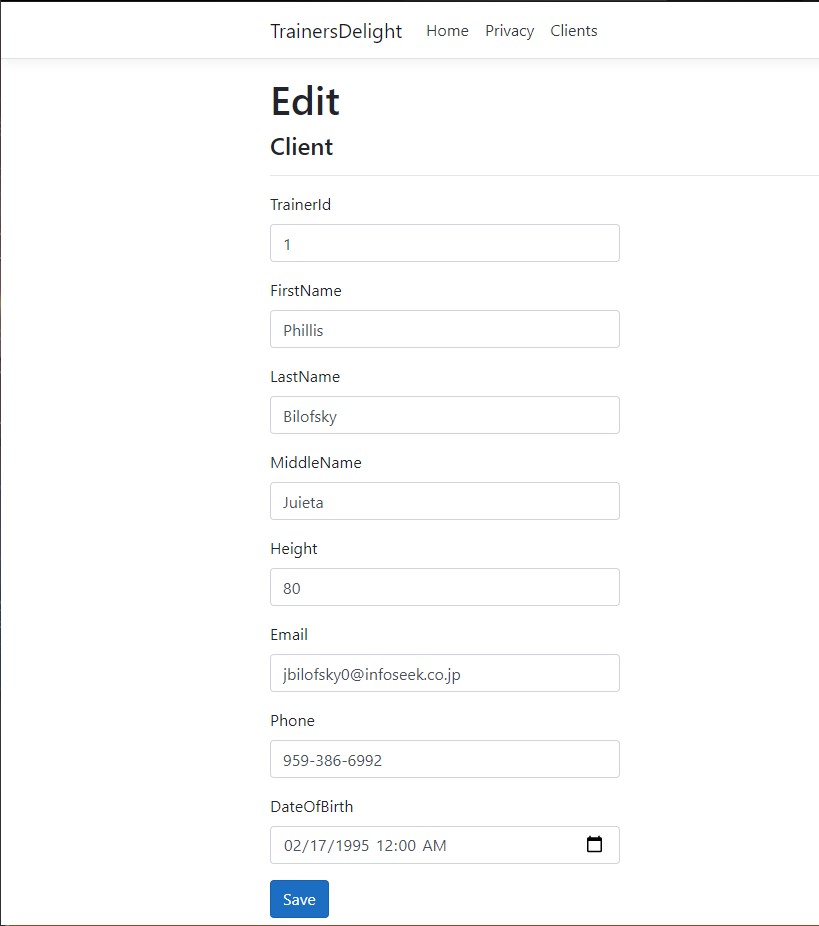 TrainersDelight Home Privacy Clients
Edit
Client
TrainerId
1
FirstName
Phillis
LastName
Bilofsky
MiddleName
Juieta
Height
80
Email
jbilofsky0@infoseek.co.jp
Phone
959-386-6992
DateOfBirth
02/17/1995 12:00 AM
Save